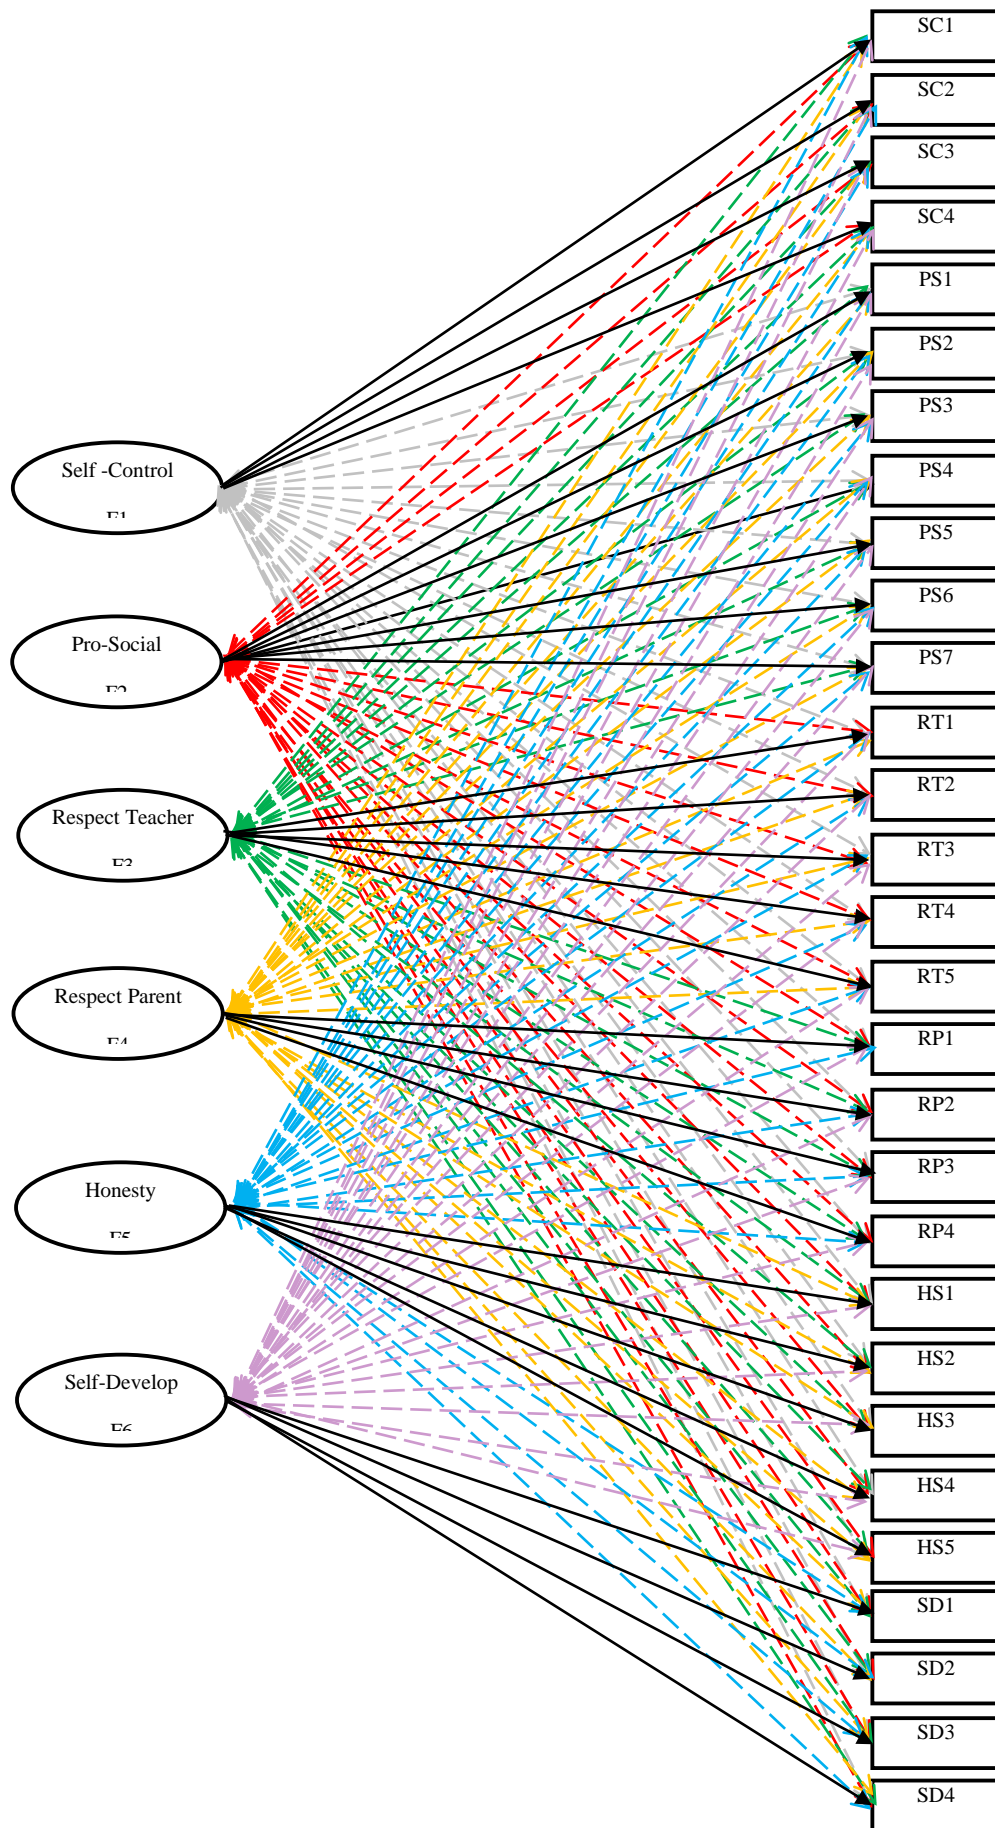 SC1
SC2
SC3
SC4
PS1
PS2
PS3
Self -Control
PS4
PS5
PS6
Pro-Social
PS7
RT1
RT2
Respect Teacher
RT3
RT4
RT5
Respect Parent
RP1
RP2
RP3
Honesty
RP4
HS1
HS2
Self-Develop
HS3
HS4
HS5
SD1
SD2
SD3
SD4